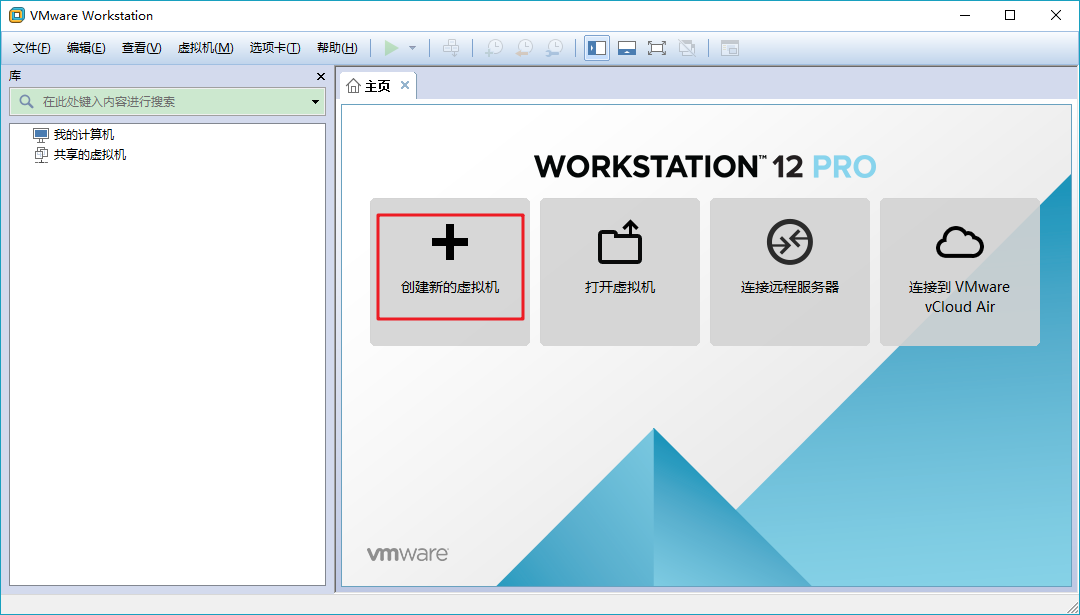 VMware Workstation
文件(F) 编辑(E) 查看(V) 虚拟机(M) 选项卡(T) 帮助(H)
库
在此处键入内容进行搜索
我的计算机
共享的虚拟机
主页
WORKSTATION™ 12 PRO
创建新的虚拟机
打开虚拟机
连接远程服务器
连接到 VMware
vCloud Air
vmware